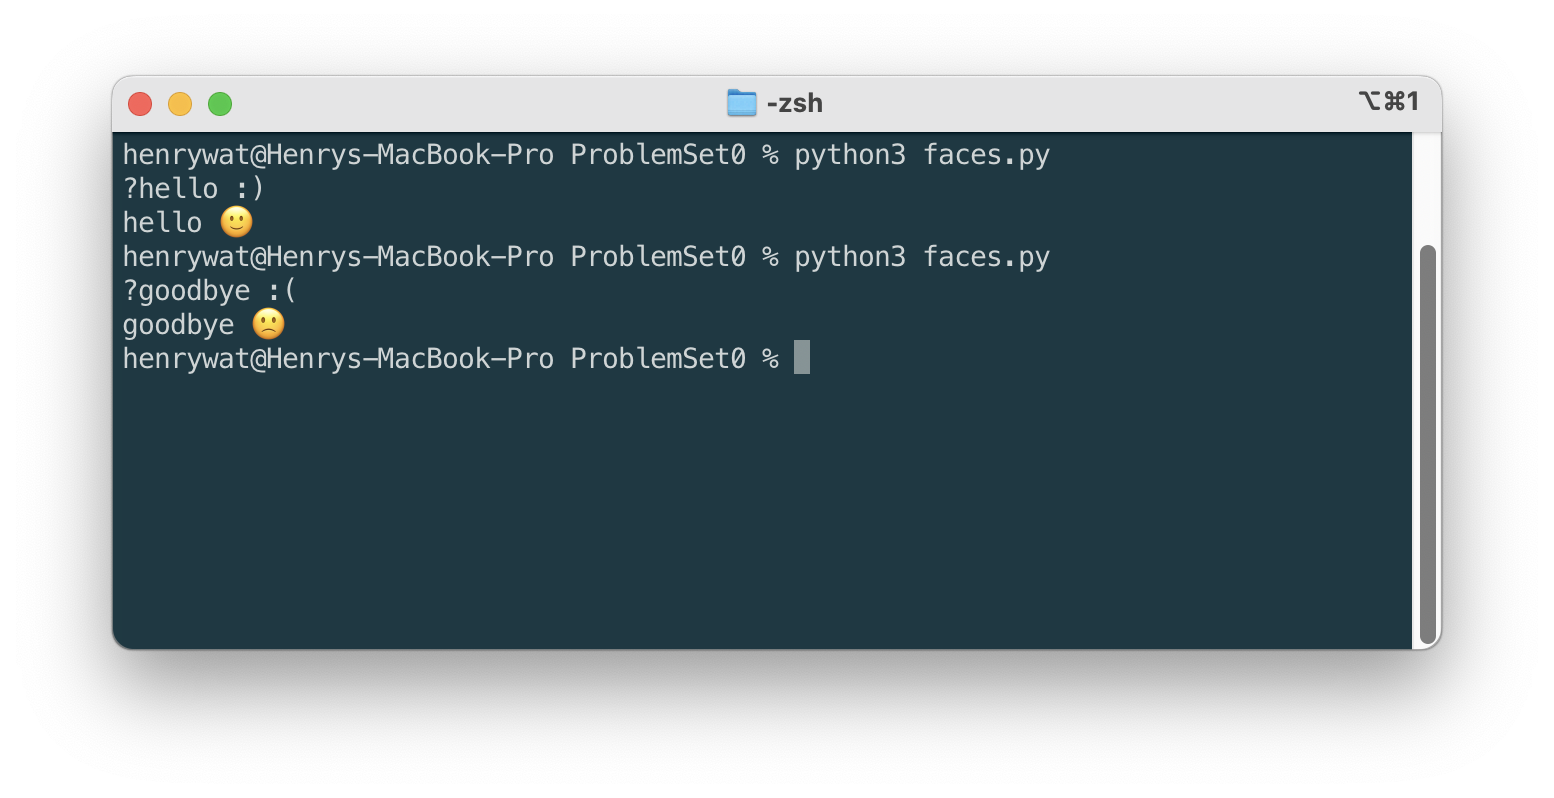 -zsh
⌥⌘1
henrywat@Henrys-MacBook-Pro ProblemSet0 % python3 faces.py
?hello :)
hello 🙂
henrywat@Henrys-MacBook-Pro ProblemSet0 % python3 faces.py
?goodbye :(
goodbye 🙁
henrywat@Henrys-MacBook-Pro ProblemSet0 %